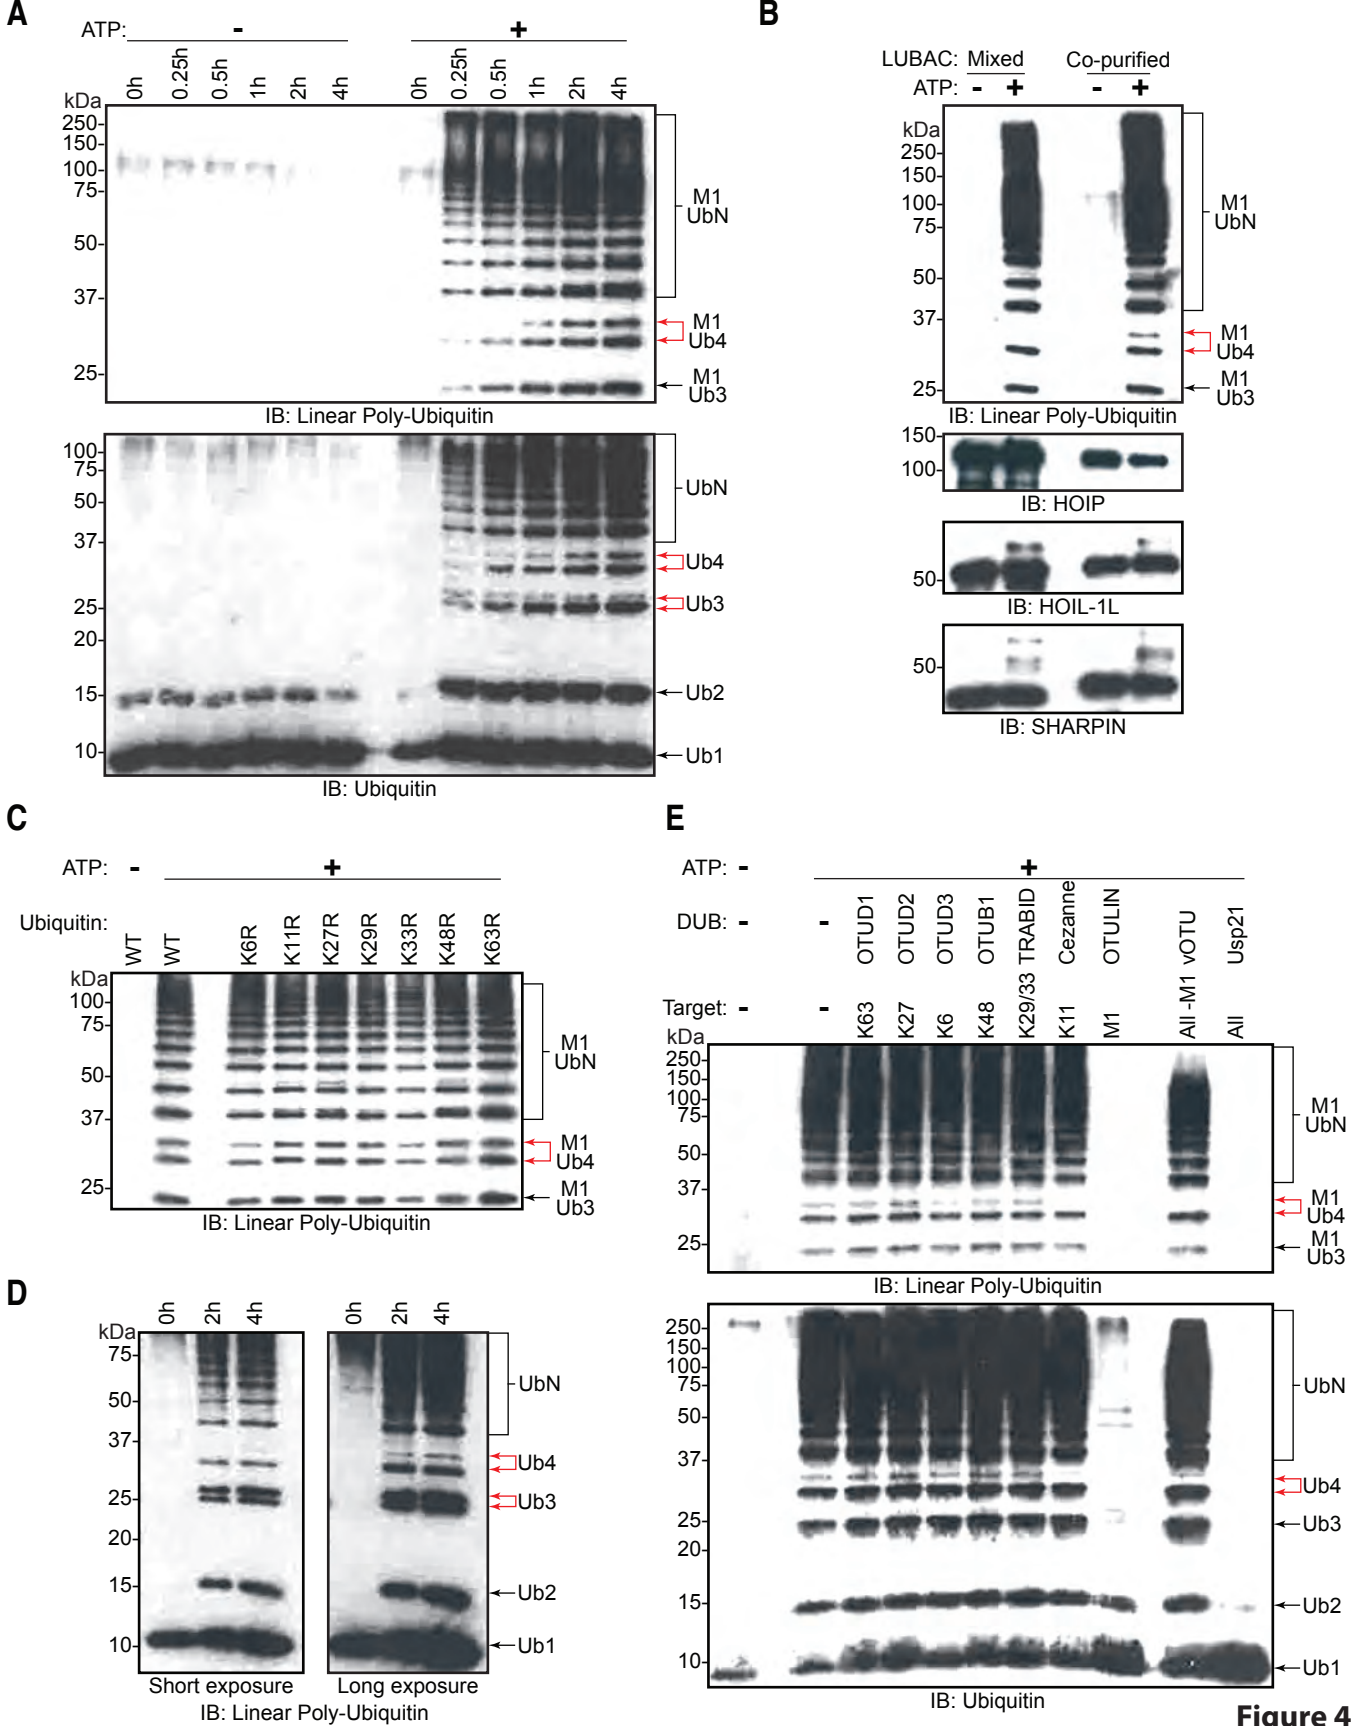 A
ATP: - +
0h 0.25h 0.5h 1h 2h 4h 0h 0.25h 0.5h 1h 2h 4h
kDa
250-
150-
100-
75-
50-
37-
25-
M1
UbN
M1
Ub4
M1
Ub3
IB: Linear Poly-Ubiquitin
100-
75-
50-
37-
25-
20-
15-
10-
UbN
Ub4
Ub3
Ub2
Ub1
IB: Ubiquitin
B
LUBAC: Mixed Co-purified
ATP: - + - +
kDa
250-
150-
100-
75-
50-
37-
25-
M1
UbN
M1
Ub4
M1
Ub3
IB: Linear Poly-Ubiquitin
150-
100-
IB: HOIP
50-
IB: HOIL-1L
50-
IB: SHARPIN
C
ATP: - +
Ubiquitin: WT WT K6R K11R K27R K29R K33R K48R K63R
kDa
100-
75-
50-
37-
25-
M1
UbN
M1
Ub4
M1
Ub3
IB: Linear Poly-Ubiquitin
D
0h 2h 4h 0h 2h 4h
kDa
75-
50-
37-
25-
20-
15-
10-
UbN
Ub4
Ub3
Ub2
Ub1
Short exposure Long exposure
IB: Linear Poly-Ubiquitin
E
ATP: - +
DUB: - - OTUD1 OTUD2 OTUD3 OTUB1 TRABID Cezanne OTULIN vOTU Usp21
Target: - - K63 K27 K6 K48 K29/33 K11 M1 All -M1 All
kDa
250-
150-
100-
75-
50-
37-
25-
M1
UbN
M1
Ub4
M1
Ub3
IB: Linear Poly-Ubiquitin
250-
150-
100-
75-
50-
37-
25-
20-
15-
10-
UbN
Ub4
Ub3
Ub2
Ub1
IB: Ubiquitin
Figure 4